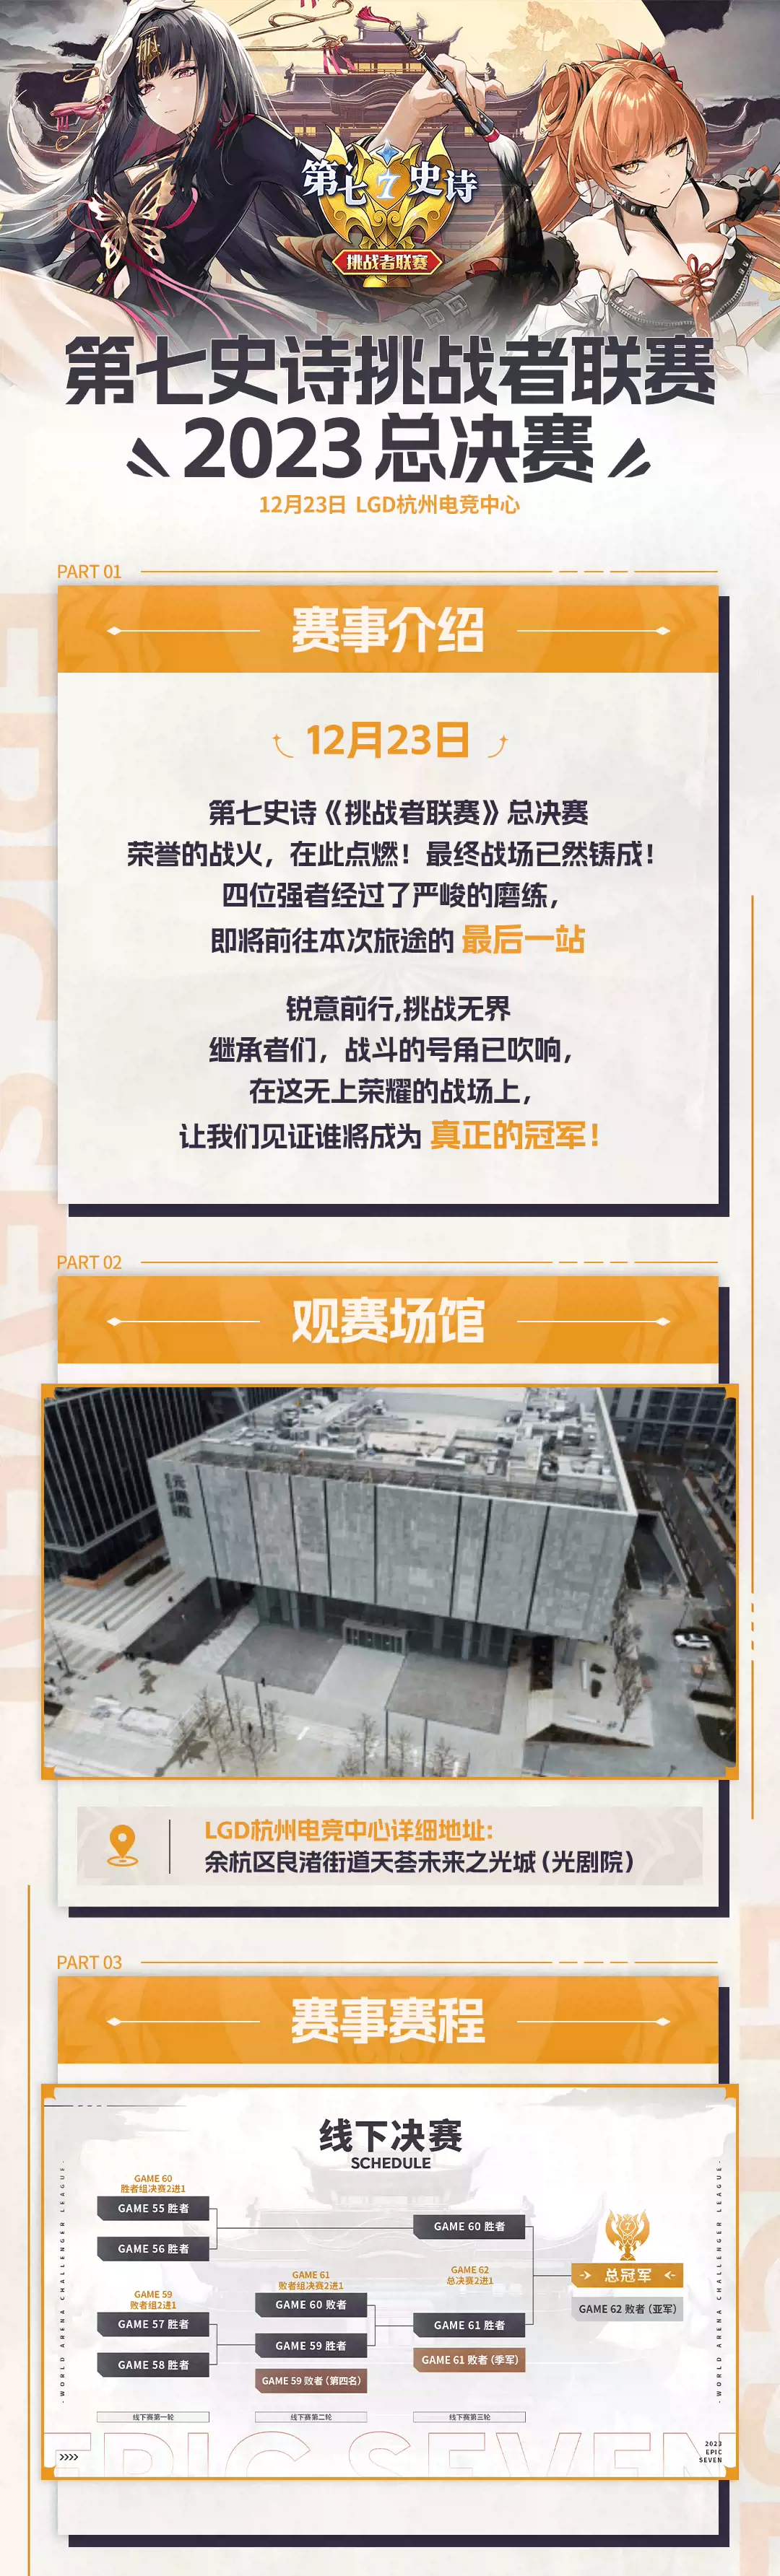 第七史诗
7
挑战者联赛
第七史诗挑战者联赛
2023总决赛
12月23日 LGD杭州电竞中心
PART 01
赛事介绍
12月23日
第七史诗《挑战者联赛》总决赛
荣誉的战火，在此点燃！最终战场已然铸成！
四位强者经过了严峻的磨练，
即将前往本次旅途的 最后一站
锐意前行,挑战无界
继承者们，战斗的号角已吹响，
在这无上荣耀的战场上，
让我们见证谁将成为 真正的冠军！
PART 02
观赛场馆
LGD杭州电竞中心详细地址：
余杭区良渚街道天荟未来之光城（光剧院）
PART 03
赛事赛程
线下决赛
SCHEDULE
GAME 60
胜者组决赛2进1
GAME 55 胜者
GAME 56 胜者
GAME 59
败者组2进1
GAME 57 胜者
GAME 58 胜者
GAME 61
败者组决赛2进1
GAME 60 败者
GAME 59 胜者
GAME 59 败者（第四名）
GAME 60 胜者
GAME 62
总决赛2进1
GAME 61 胜者
GAME 61 败者（季军）
总冠军
GAME 62 败者（亚军）
线下赛第一轮
线下赛第二轮
线下赛第三轮
·WORLD ARENA CHALLENGER LEAGUE·
·WORLD ARENA CHALLENGER LEAGUE·
EPIC SEVEN
2023
EPIC
SEVEN